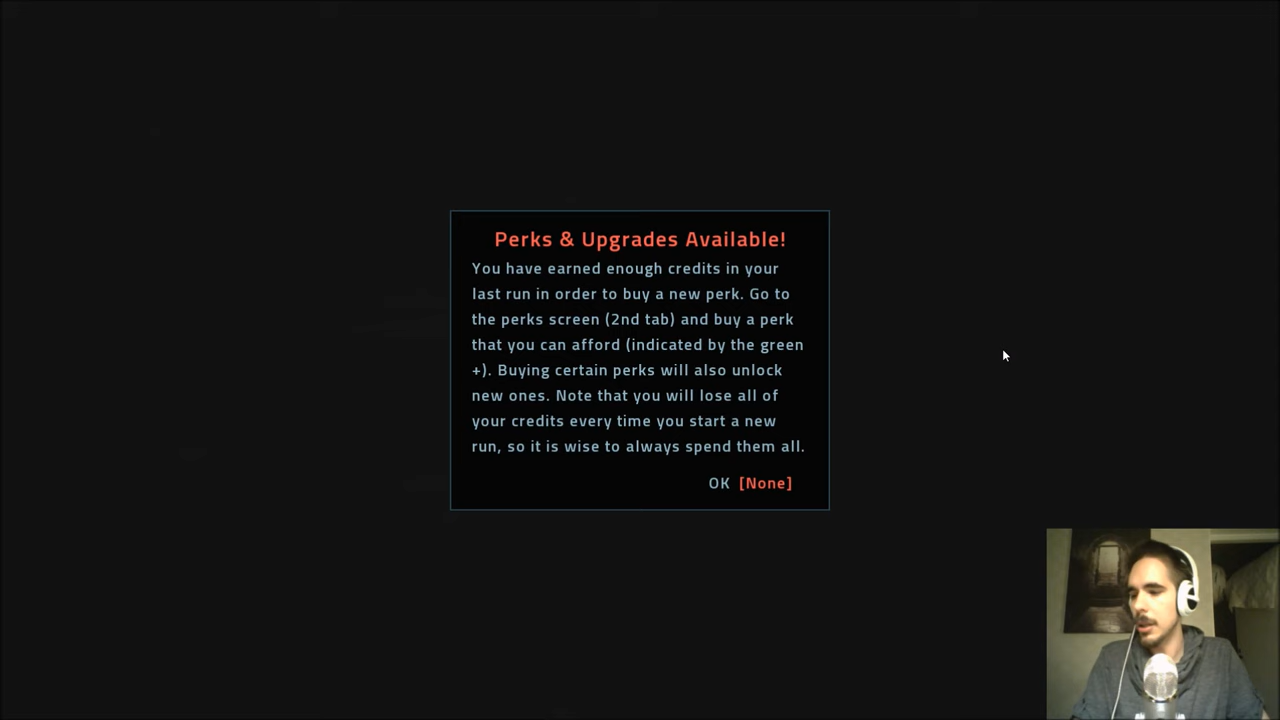 Perks & Upgrades Available!
You have earned enough credits in your
last run in order to buy a new perk. Go to
the perks screen (2nd tab) and buy a perk
that you can afford (indicated by the green
+). Buying certain perks will also unlock
new ones. Note that you will lose all of
your credits every time you start a new
run, so it is wise to always spend them all.
OK [None]